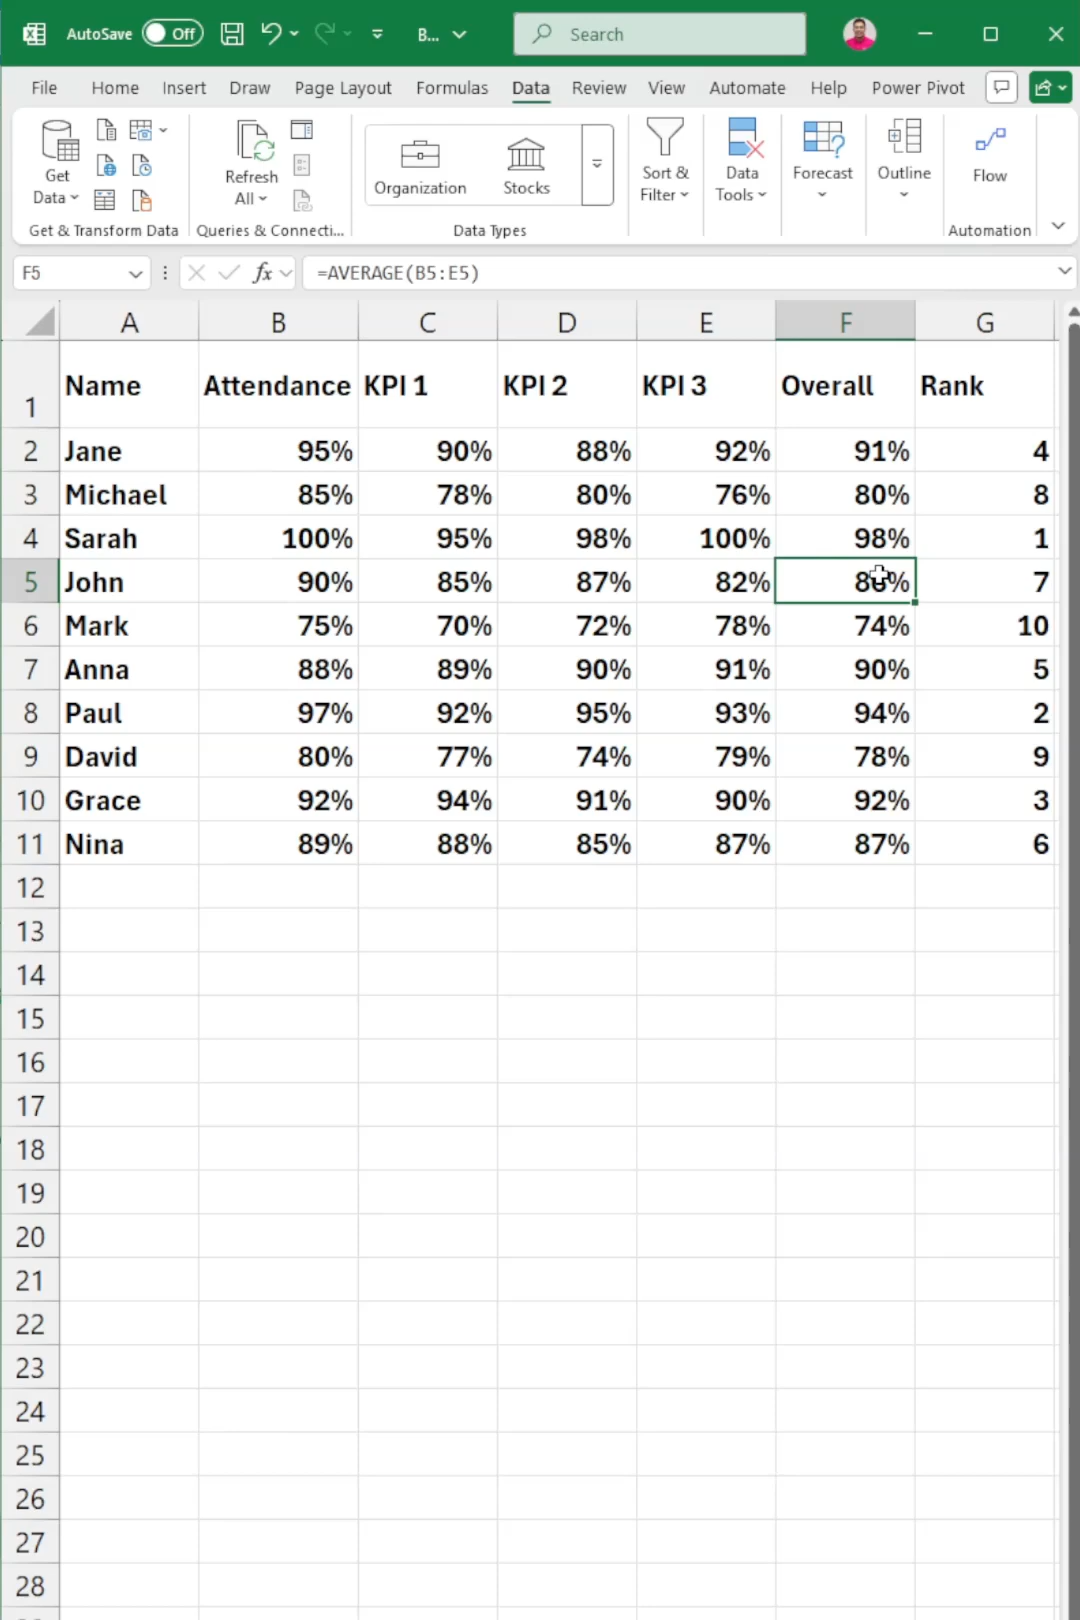 AutoSave Off B... Search
File Home Insert Draw Page Layout Formulas Data Review View Automate Help Power Pivot
Get Data
Refresh All
Organization
Stocks
Sort & Filter
Data Tools
Forecast
Outline
Flow
Get & Transform Data Queries & Connecti... Data Types Automation
F5 fx =AVERAGE(B5:E5)
A B C D E F G
1 Name Attendance KPI 1 KPI 2 KPI 3 Overall Rank
2 Jane 95% 90% 88% 92% 91% 4
3 Michael 85% 78% 80% 76% 80% 8
4 Sarah 100% 95% 98% 100% 98% 1
5 John 90% 85% 87% 82% 7
6 Mark 75% 70% 72% 78% 74% 10
7 Anna 88% 89% 90% 91% 90% 5
8 Paul 97% 92% 95% 93% 94% 2
9 David 80% 77% 74% 79% 78% 9
10 Grace 92% 94% 91% 90% 92% 3
11 Nina 89% 88% 85% 87% 87% 6
12
13
14
15
16
17
18
19
20
21
22
23
24
25
26
27
28